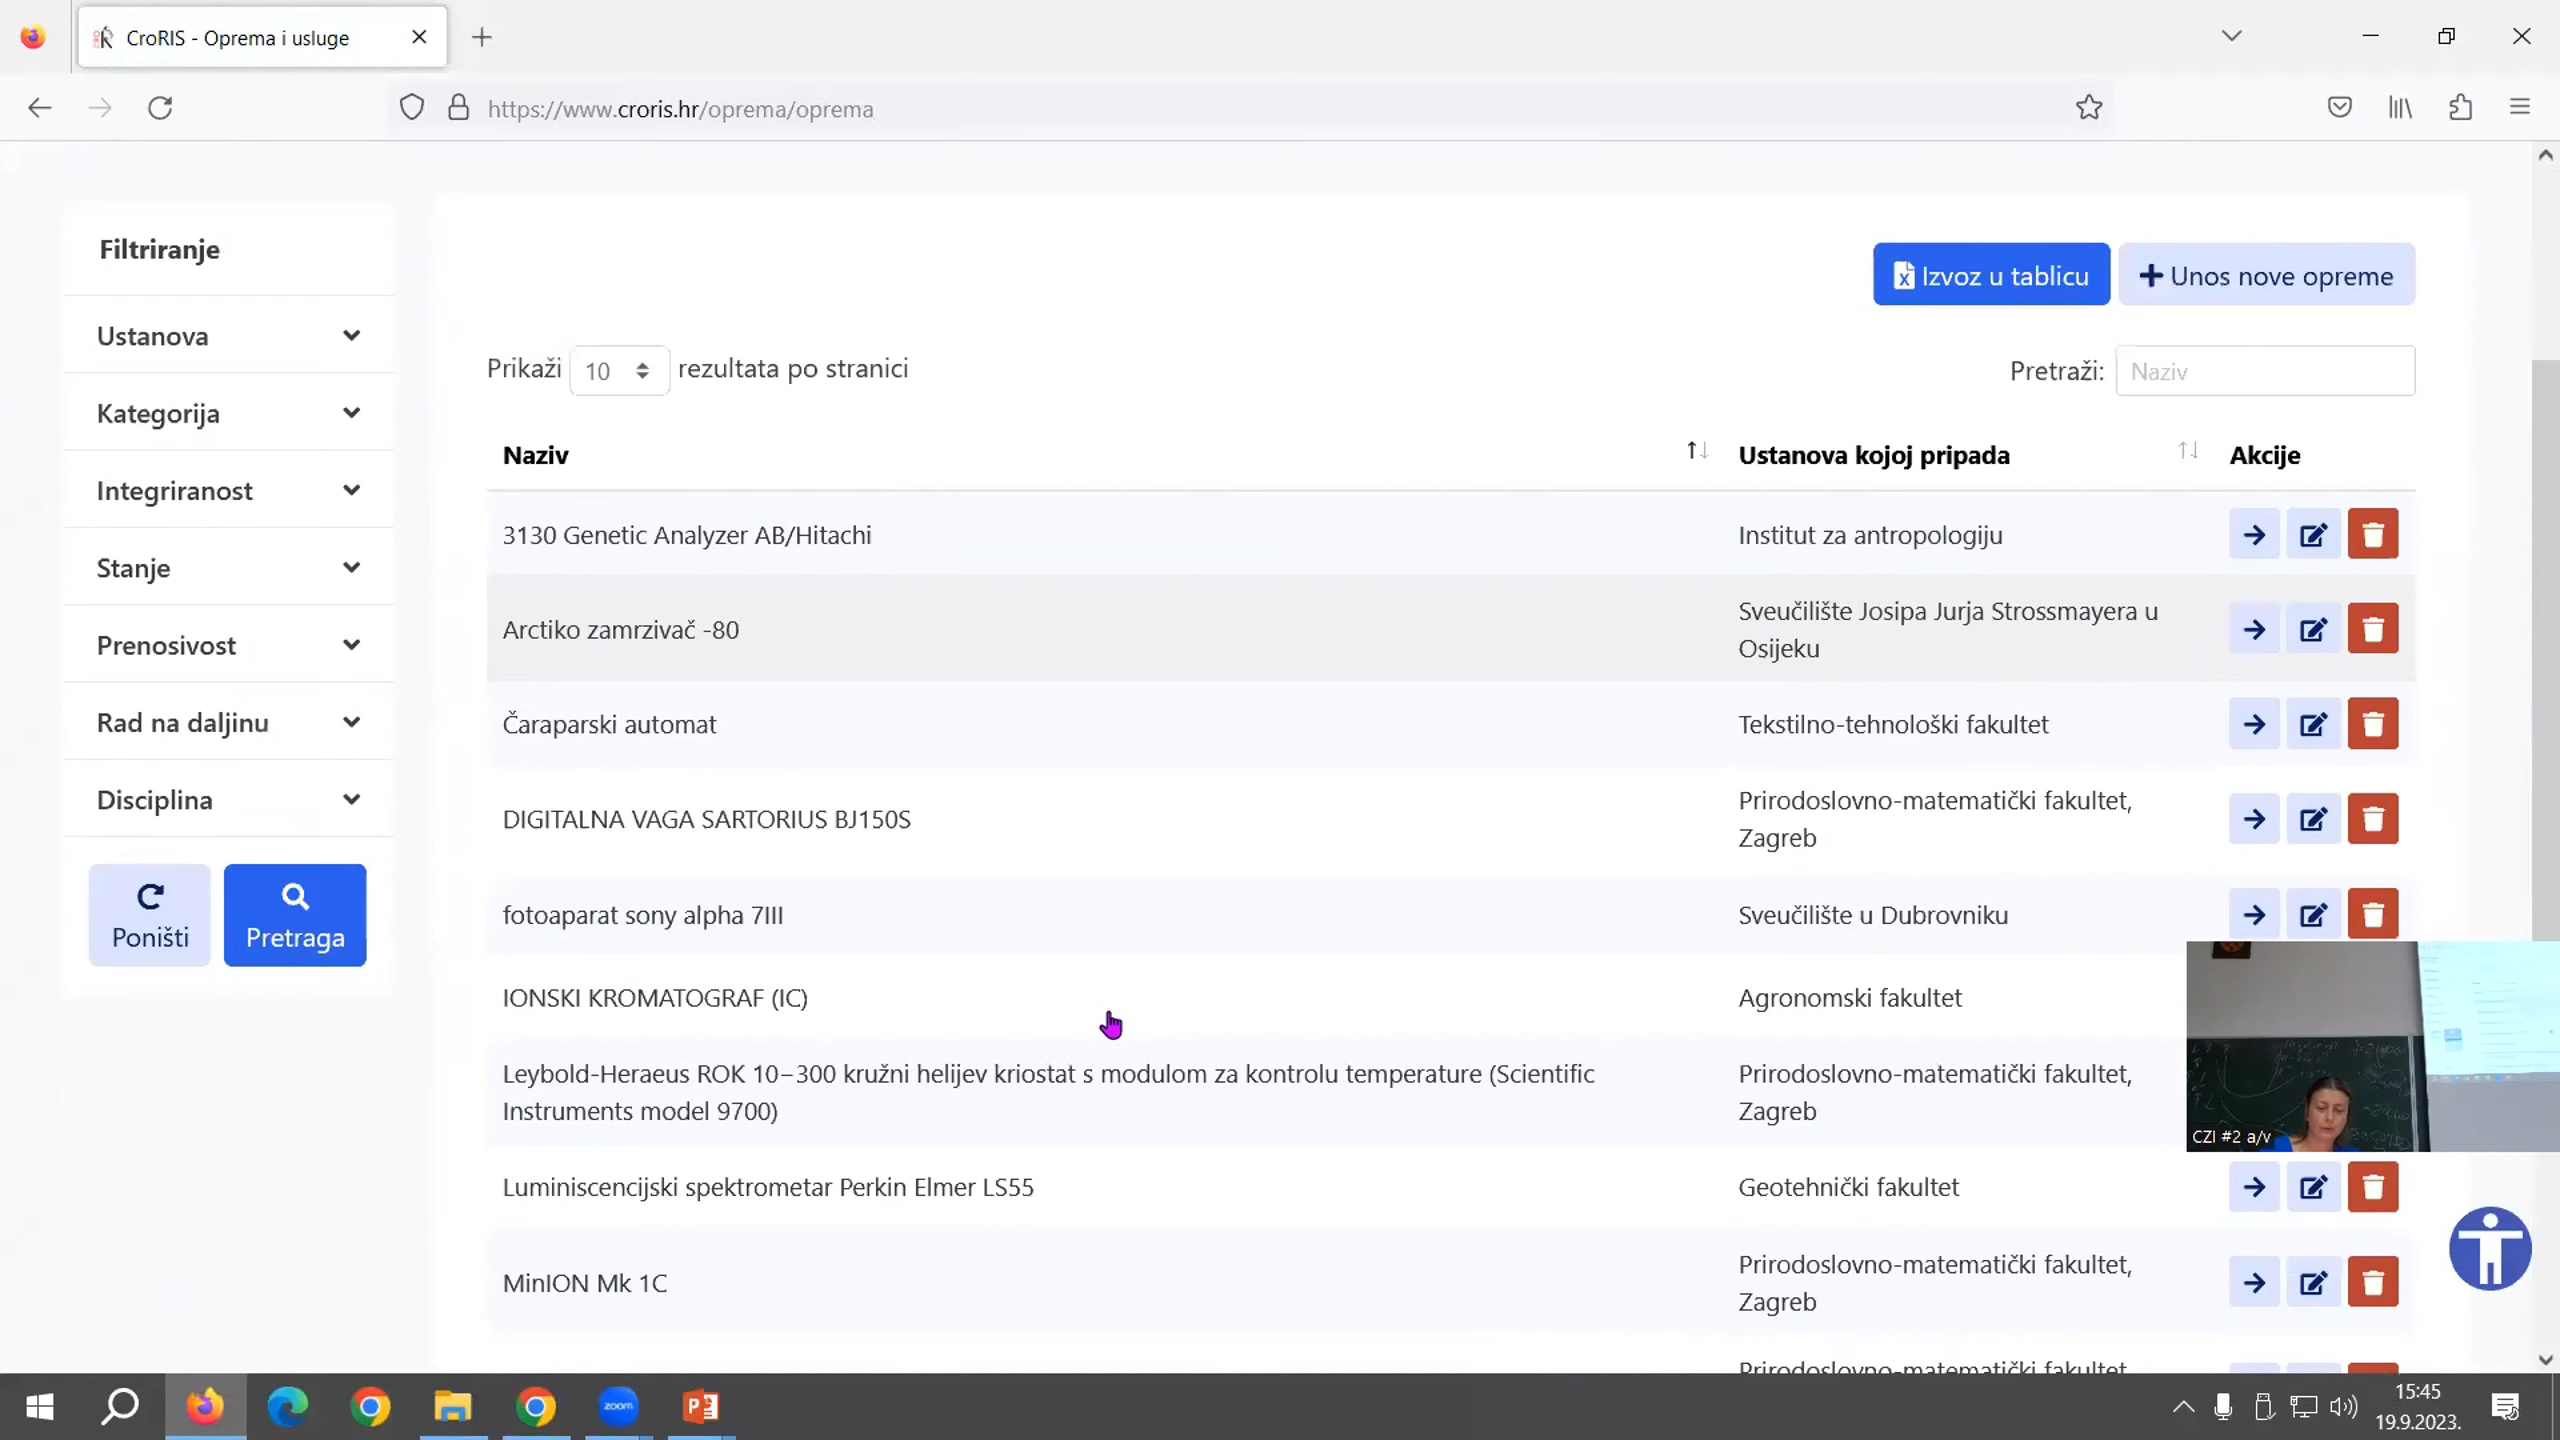 CroRIS - Oprema i usluge
https://www.croris.hr/oprema/oprema
Filtriranje
Ustanova
Kategorija
Integriranost
Stanje
Prenosivost
Rad na daljinu
Disciplina
Poništi
Pretraga
Izvoz u tablicu
Unos nove opreme
Prikaži 10 rezultata po stranici
Pretraži: Naziv
Naziv Ustanova kojoj pripada Akcije
3130 Genetic Analyzer AB/Hitachi Institut za antropologiju
Arctiko zamrzivač -80
Sveučilište Josipa Jurja Strossmayera u
Osijeku
Čaraparski automat Tekstilno-tehnološki fakultet
DIGITALNA VAGA SARTORIUS BJ150S
Prirodoslovno-matematički fakultet,
Zagreb
fotoaparat sony alpha 7III Sveučilište u Dubrovniku
IONSKI KROMATOGRAF (IC) Agronomski fakultet
Leybold-Heraeus ROK 10–300 kružni helijev kriostat s modulom za kontrolu temperature (Scientific
Instruments model 9700)
Prirodoslovno-matematički fakultet,
Zagreb
Luminiscencijski spektrometar Perkin Elmer LS55 Geotehnički fakultet
MinION Mk 1C
Prirodoslovno-matematički fakultet,
Zagreb
Prirodoslovno-matematički fakultet,
CZI #2 a/v
zoom
15:45
19.9.2023.